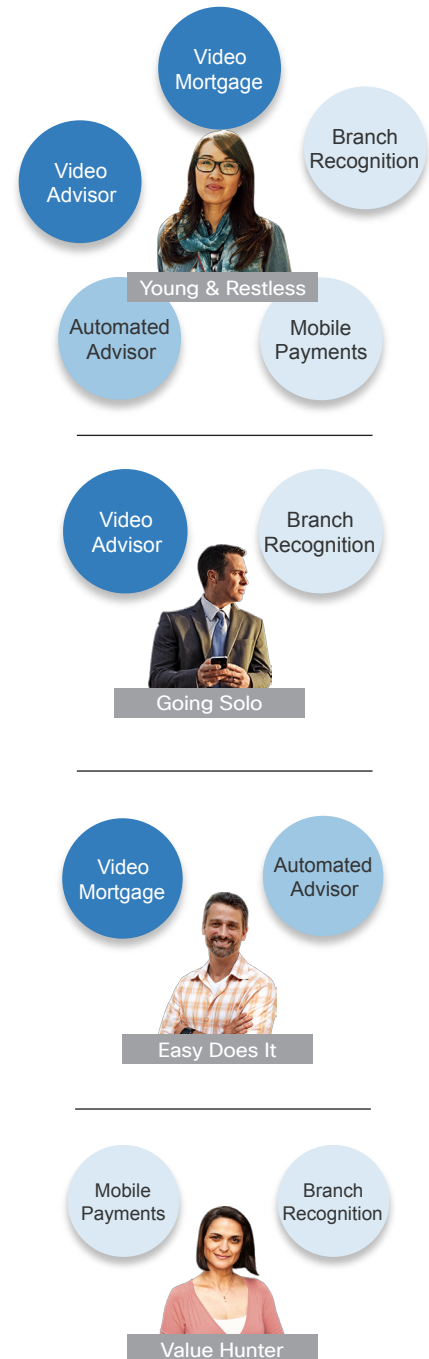 Video
Mortgage
Branch
Recognition
Video
Advisor
Young & Restless
Automated
Advisor
Mobile
Payments
Video
Advisor
Branch
Recognition
Going Solo
Video
Mortgage
Automated
Advisor
Easy Does It
Mobile
Payments
Branch
Recognition
Value Hunter